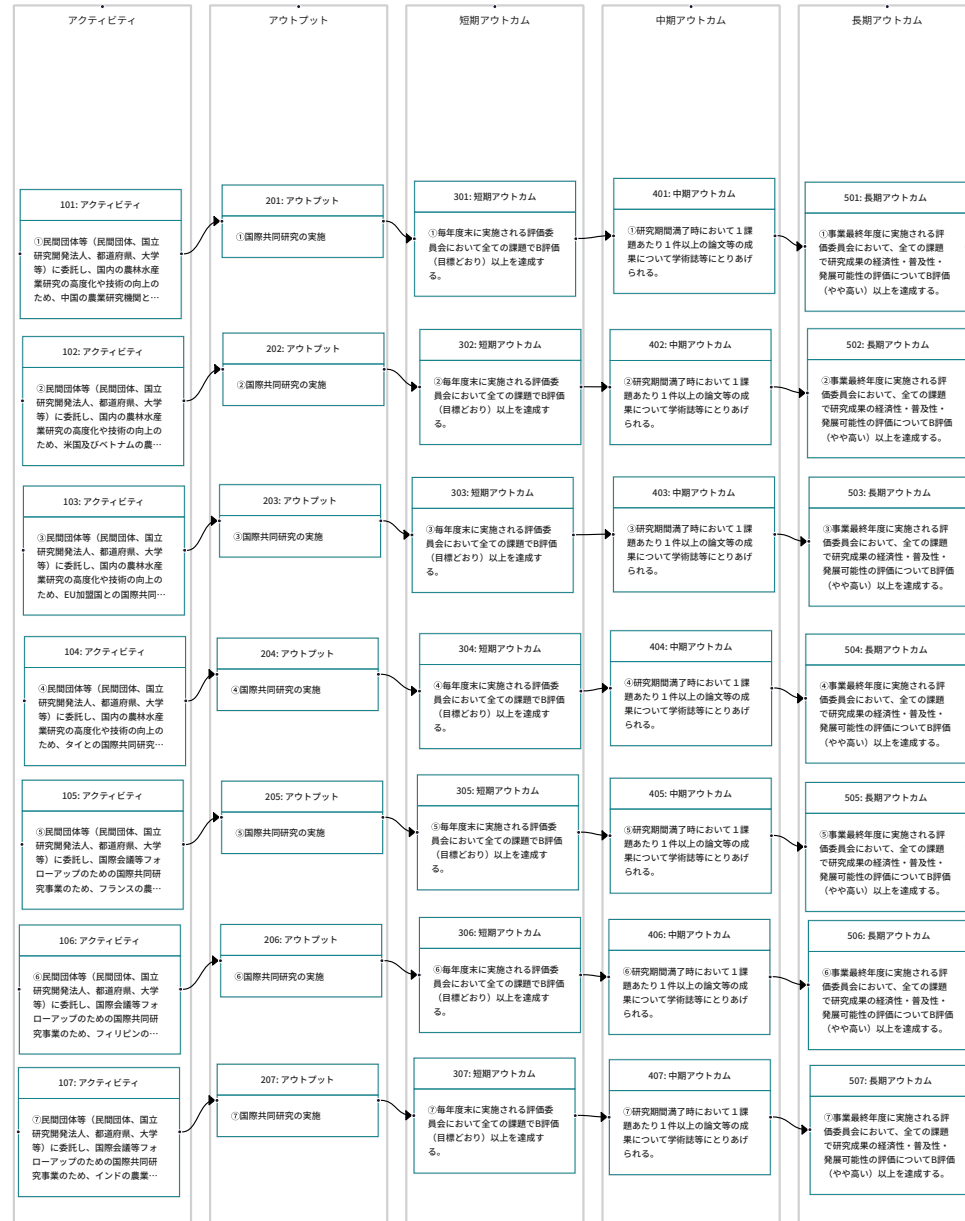 アクティビティ
アウトプット
短期アウトカム
中期アウトカム
長期アウトカム
101: アクティビティ
①民間団体等（民間団体、国立
研究開発法人、都道府県、大学
等）に委託し、国内の農林水産
業研究の高度化や技術の向上の
ため、中国の農業研究機関と…
201: アウトプット
①国際共同研究の実施
301: 短期アウトカム
①毎年度末に実施される評価委
員会において全ての課題でB評価
（目標どおり）以上を達成す
る。
401: 中期アウトカム
①研究期間満了時において１課
題あたり１件以上の論文等の成
果について学術誌等にとりあげ
られる。
501: 長期アウトカム
①事業最終年度に実施される評
価委員会において、全ての課題
で研究成果の経済性・普及性・
発展可能性の評価についてB評価
（やや高い）以上を達成する。
102: アクティビティ
②民間団体等（民間団体、国立
研究開発法人、都道府県、大学
等）に委託し、国内の農林水産
業研究の高度化や技術の向上の
ため、米国及びベトナムの農…
202: アウトプット
②国際共同研究の実施
302: 短期アウトカム
②毎年度末に実施される評価委
員会において全ての課題でB評価
（目標どおり）以上を達成す
る。
402: 中期アウトカム
②研究期間満了時において１課
題あたり１件以上の論文等の成
果について学術誌等にとりあげ
られる。
502: 長期アウトカム
②事業最終年度に実施される評
価委員会において、全ての課題
で研究成果の経済性・普及性・
発展可能性の評価についてB評価
（やや高い）以上を達成する。
103: アクティビティ
③民間団体等（民間団体、国立
研究開発法人、都道府県、大学
等）に委託し、国内の農林水産
業研究の高度化や技術の向上の
ため、EU加盟国との国際共同…
203: アウトプット
③国際共同研究の実施
303: 短期アウトカム
③毎年度末に実施される評価委
員会において全ての課題でB評価
（目標どおり）以上を達成す
る。
403: 中期アウトカム
③研究期間満了時において１課
題あたり１件以上の論文等の成
果について学術誌等にとりあげ
られる。
503: 長期アウトカム
③事業最終年度に実施される評
価委員会において、全ての課題
で研究成果の経済性・普及性・
発展可能性の評価についてB評価
（やや高い）以上を達成する。
104: アクティビティ
④民間団体等（民間団体、国立
研究開発法人、都道府県、大学
等）に委託し、国内の農林水産
業研究の高度化や技術の向上の
ため、タイとの国際共同研究…
204: アウトプット
④国際共同研究の実施
304: 短期アウトカム
④毎年度末に実施される評価委
員会において全ての課題でB評価
（目標どおり）以上を達成す
る。
404: 中期アウトカム
④研究期間満了時において１課
題あたり１件以上の論文等の成
果について学術誌等にとりあげ
られる。
504: 長期アウトカム
④事業最終年度に実施される評
価委員会において、全ての課題
で研究成果の経済性・普及性・
発展可能性の評価についてB評価
（やや高い）以上を達成する。
105: アクティビティ
⑤民間団体等（民間団体、国立
研究開発法人、都道府県、大学
等）に委託し、国際会議等フォ
ローアップのための国際共同研
究事業のため、フランスの農…
205: アウトプット
⑤国際共同研究の実施
305: 短期アウトカム
⑤毎年度末に実施される評価委
員会において全ての課題でB評価
（目標どおり）以上を達成す
る。
405: 中期アウトカム
⑤研究期間満了時において１課
題あたり１件以上の論文等の成
果について学術誌等にとりあげ
られる。
505: 長期アウトカム
⑤事業最終年度に実施される評
価委員会において、全ての課題
で研究成果の経済性・普及性・
発展可能性の評価についてB評価
（やや高い）以上を達成する。
106: アクティビティ
⑥民間団体等（民間団体、国立
研究開発法人、都道府県、大学
等）に委託し、国際会議等フォ
ローアップのための国際共同研
究事業のため、フィリピンの…
206: アウトプット
⑥国際共同研究の実施
306: 短期アウトカム
⑥毎年度末に実施される評価委
員会において全ての課題でB評価
（目標どおり）以上を達成す
る。
406: 中期アウトカム
⑥研究期間満了時において１課
題あたり１件以上の論文等の成
果について学術誌等にとりあげ
られる。
506: 長期アウトカム
⑥事業最終年度に実施される評
価委員会において、全ての課題
で研究成果の経済性・普及性・
発展可能性の評価についてB評価
（やや高い）以上を達成する。
107: アクティビティ
⑦民間団体等（民間団体、国立
研究開発法人、都道府県、大学
等）に委託し、国際会議等フォ
ローアップのための国際共同研
究事業のため、インドの農業…
207: アウトプット
⑦国際共同研究の実施
307: 短期アウトカム
⑦毎年度末に実施される評価委
員会において全ての課題でB評価
（目標どおり）以上を達成す
る。
407: 中期アウトカム
⑦研究期間満了時において１課
題あたり１件以上の論文等の成
果について学術誌等にとりあげ
られる。
507: 長期アウトカム
⑦事業最終年度に実施される評
価委員会において、全ての課題
で研究成果の経済性・普及性・
発展可能性の評価についてB評価
（やや高い）以上を達成する。